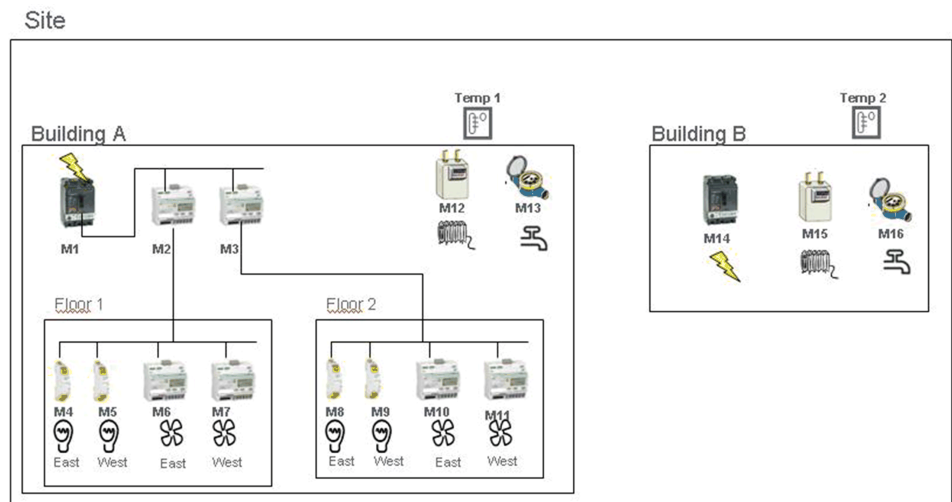 Site
Temp 1
Temp 2
Building A
Building B
M1
M2
M3
M12
M13
M14
M15
M16
Floor 1
Floor 2
M4
M5
M6
M7
M8
M9
M10
M11
East
West
East
West
East
West
East
West